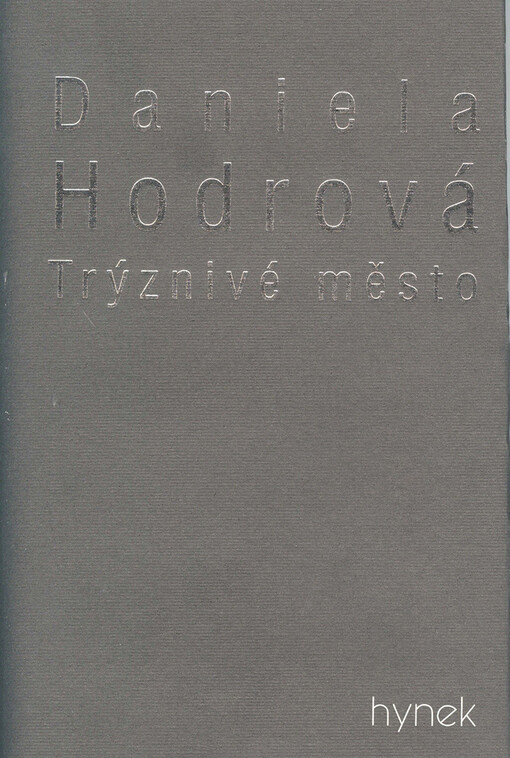 Daniela
Hodrová
Trýznivé město
hynek